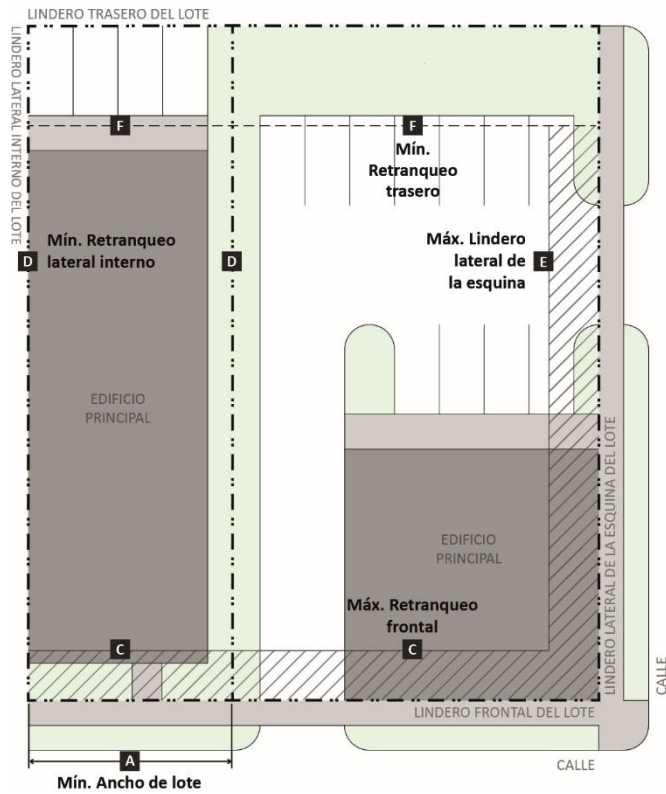 LINDERO TRASERO DEL LOTE
LINDERO LATERAL INTERNO DEL LOTE
F
F
Mín.
Retranqueo
trasero
Mín. Retranqueo
lateral interno
D
D
Máx. Lindero
lateral de
la esquina
E
EDIFICIO
PRINCIPAL
EDIFICIO
PRINCIPAL
Máx. Retranqueo
frontal
C
C
LINDERO LATERAL DE LA ESQUINA DEL LOTE
CALLE
LINDERO FRONTAL DEL LOTE
A
CALLE
Mín. Ancho de lote